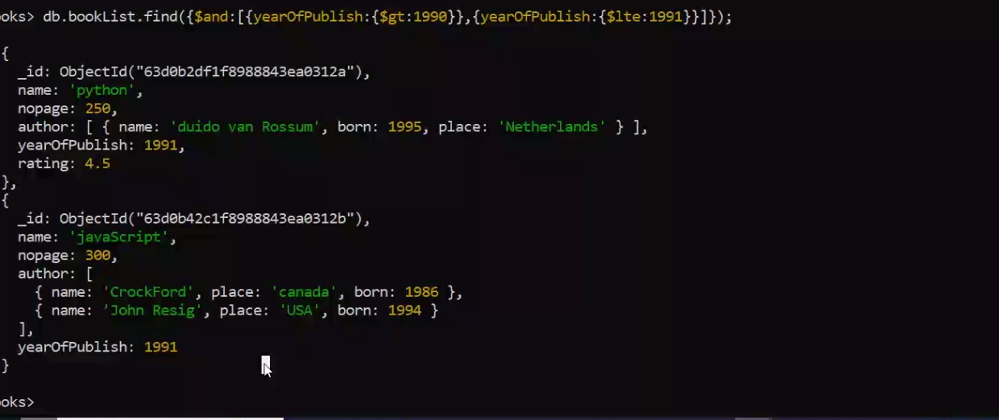 oks> db.bookList.find({$and:[{yearOfPublish:{$gt:1990}},{yearOfPublish:{$lte:1991}}]});
{
_id: ObjectId("63d0b2df1f8988843ea0312a"),
name: 'python',
nopage: 250,
author: [ { name: 'duido van Rossum', born: 1995, place: 'Netherlands' } ],
yearOfPublish: 1991,
rating: 4.5
},
{
_id: ObjectId("63d0b42c1f8988843ea0312b"),
name: 'javaScript',
nopage: 300,
author: [
{ name: 'CrockFord', place: 'canada', born: 1986 },
{ name: 'John Resig', place: 'USA', born: 1994 }
],
yearOfPublish: 1991
}
oks>